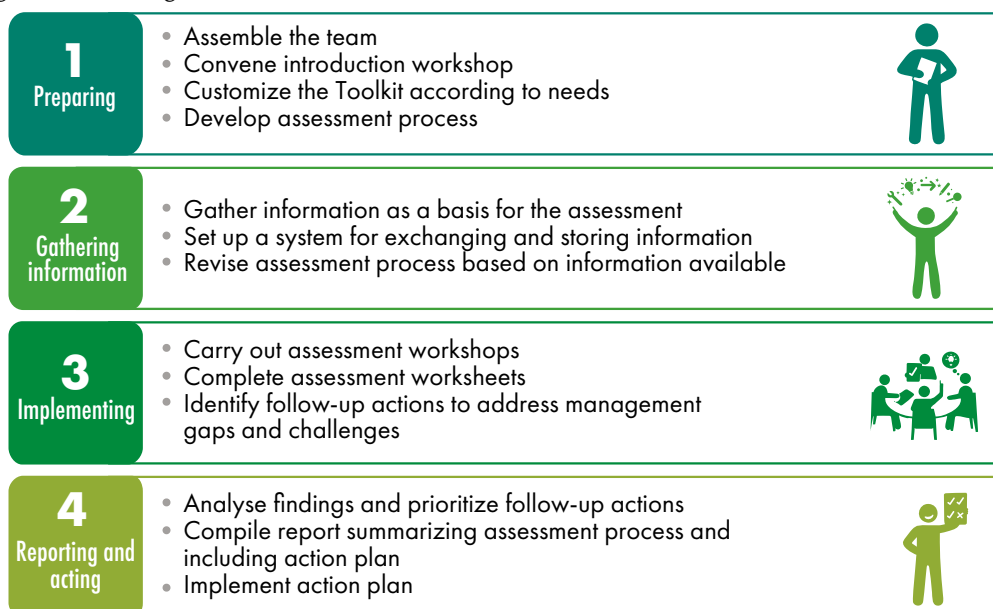 1
Preparing
Assemble the team
Convene introduction workshop
Customize the Toolkit according to needs
Develop assessment process
2
Gathering
information
Gather information as a basis for the assessment
Set up a system for exchanging and storing information
Revise assessment process based on information available
3
Implementing
Carry out assessment workshops
Complete assessment worksheets
Identify follow-up actions to address management
gaps and challenges
4
Reporting and
acting
Analyse findings and prioritize follow-up actions
Compile report summarizing assessment process and
including action plan
Implement action plan